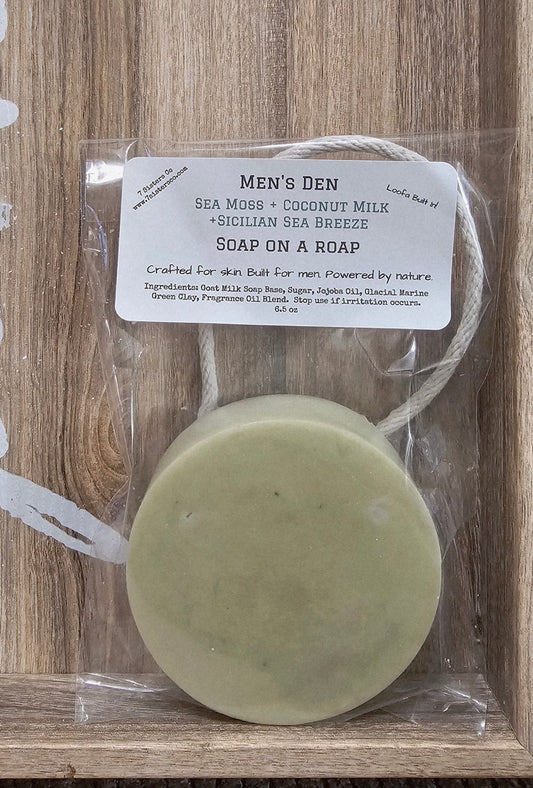 7 Sisters Co
www.7sistersco.com
Loofa Built in!
Men's Den
Sea Moss + Coconut Milk
+Sicilian Sea Breeze
Soap on a roap
Crafted for skin. Built for men. Powered by nature.
Ingredients: Goat Milk Soap Base, Sugar, Jojoba Oil, Glacial Marine
Green Clay, Fragrance Oil Blend. Stop use if irritation occurs.
6.5 oz